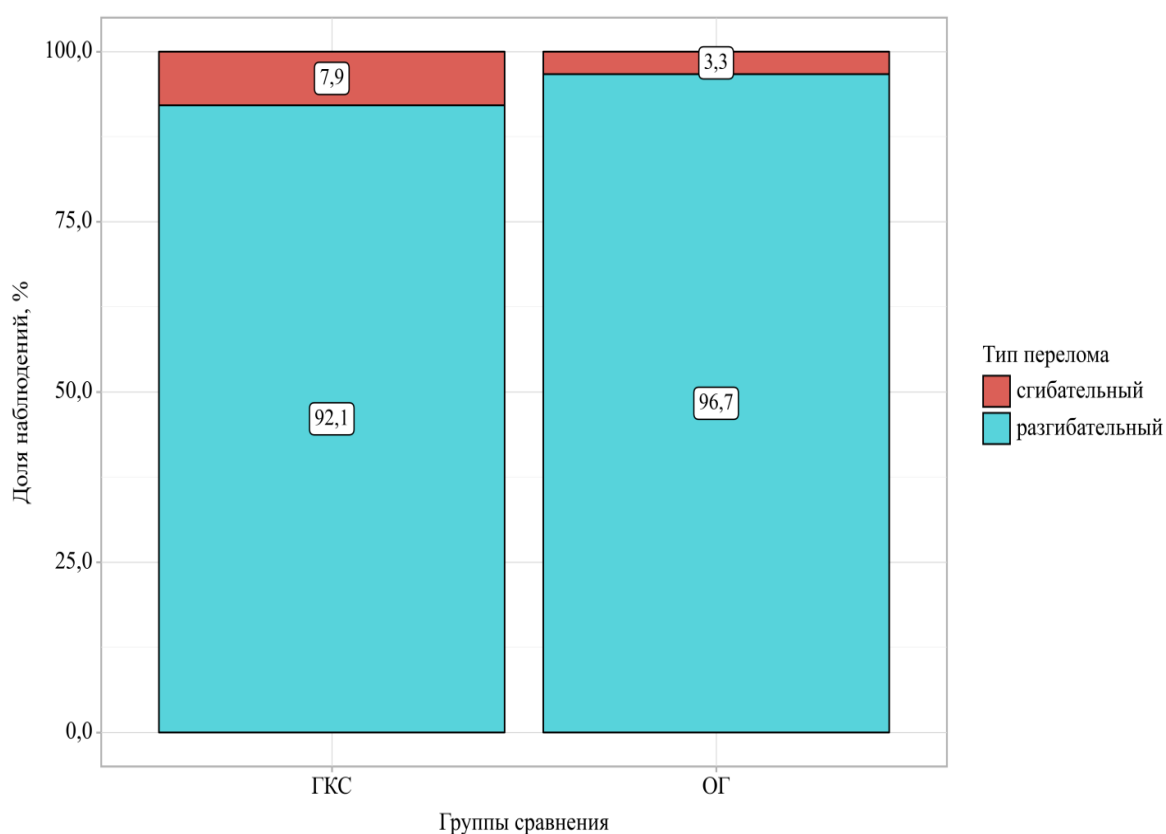 100,0
75,0
50,0
25,0
0,0
Доля наблюдений, %
7,9
3,3
92,1
96,7
ГКС
ОГ
Группы сравнения
Тип перелома
сгибательный
разгибательный